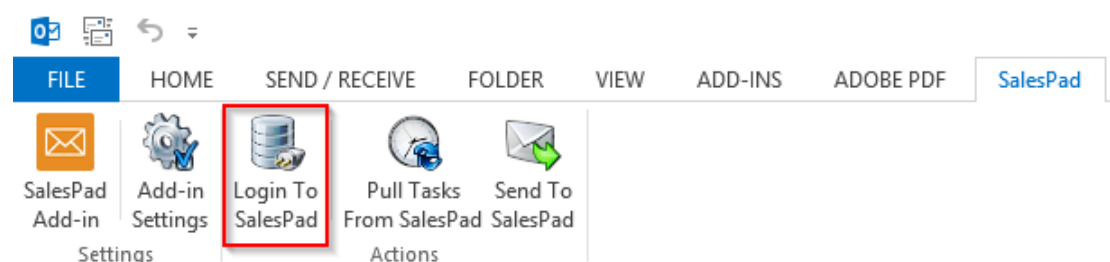 FILE HOME SEND / RECEIVE FOLDER VIEW ADD-INS ADOBE PDF SalesPad
SalesPad Add-in Login To Pull Tasks Send To
Add-in Settings SalesPad From SalesPad SalesPad
Settings Actions